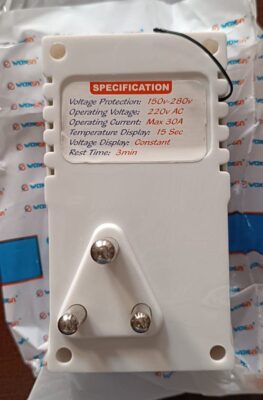 SPECIFICATION
Voltage Protection: 150v-280v
Operating Voltage: 220v AC
Operating Current: Max 30A
Temperature Display: 15 Sec
Voltage Display: Constant
Rest Time: 3min